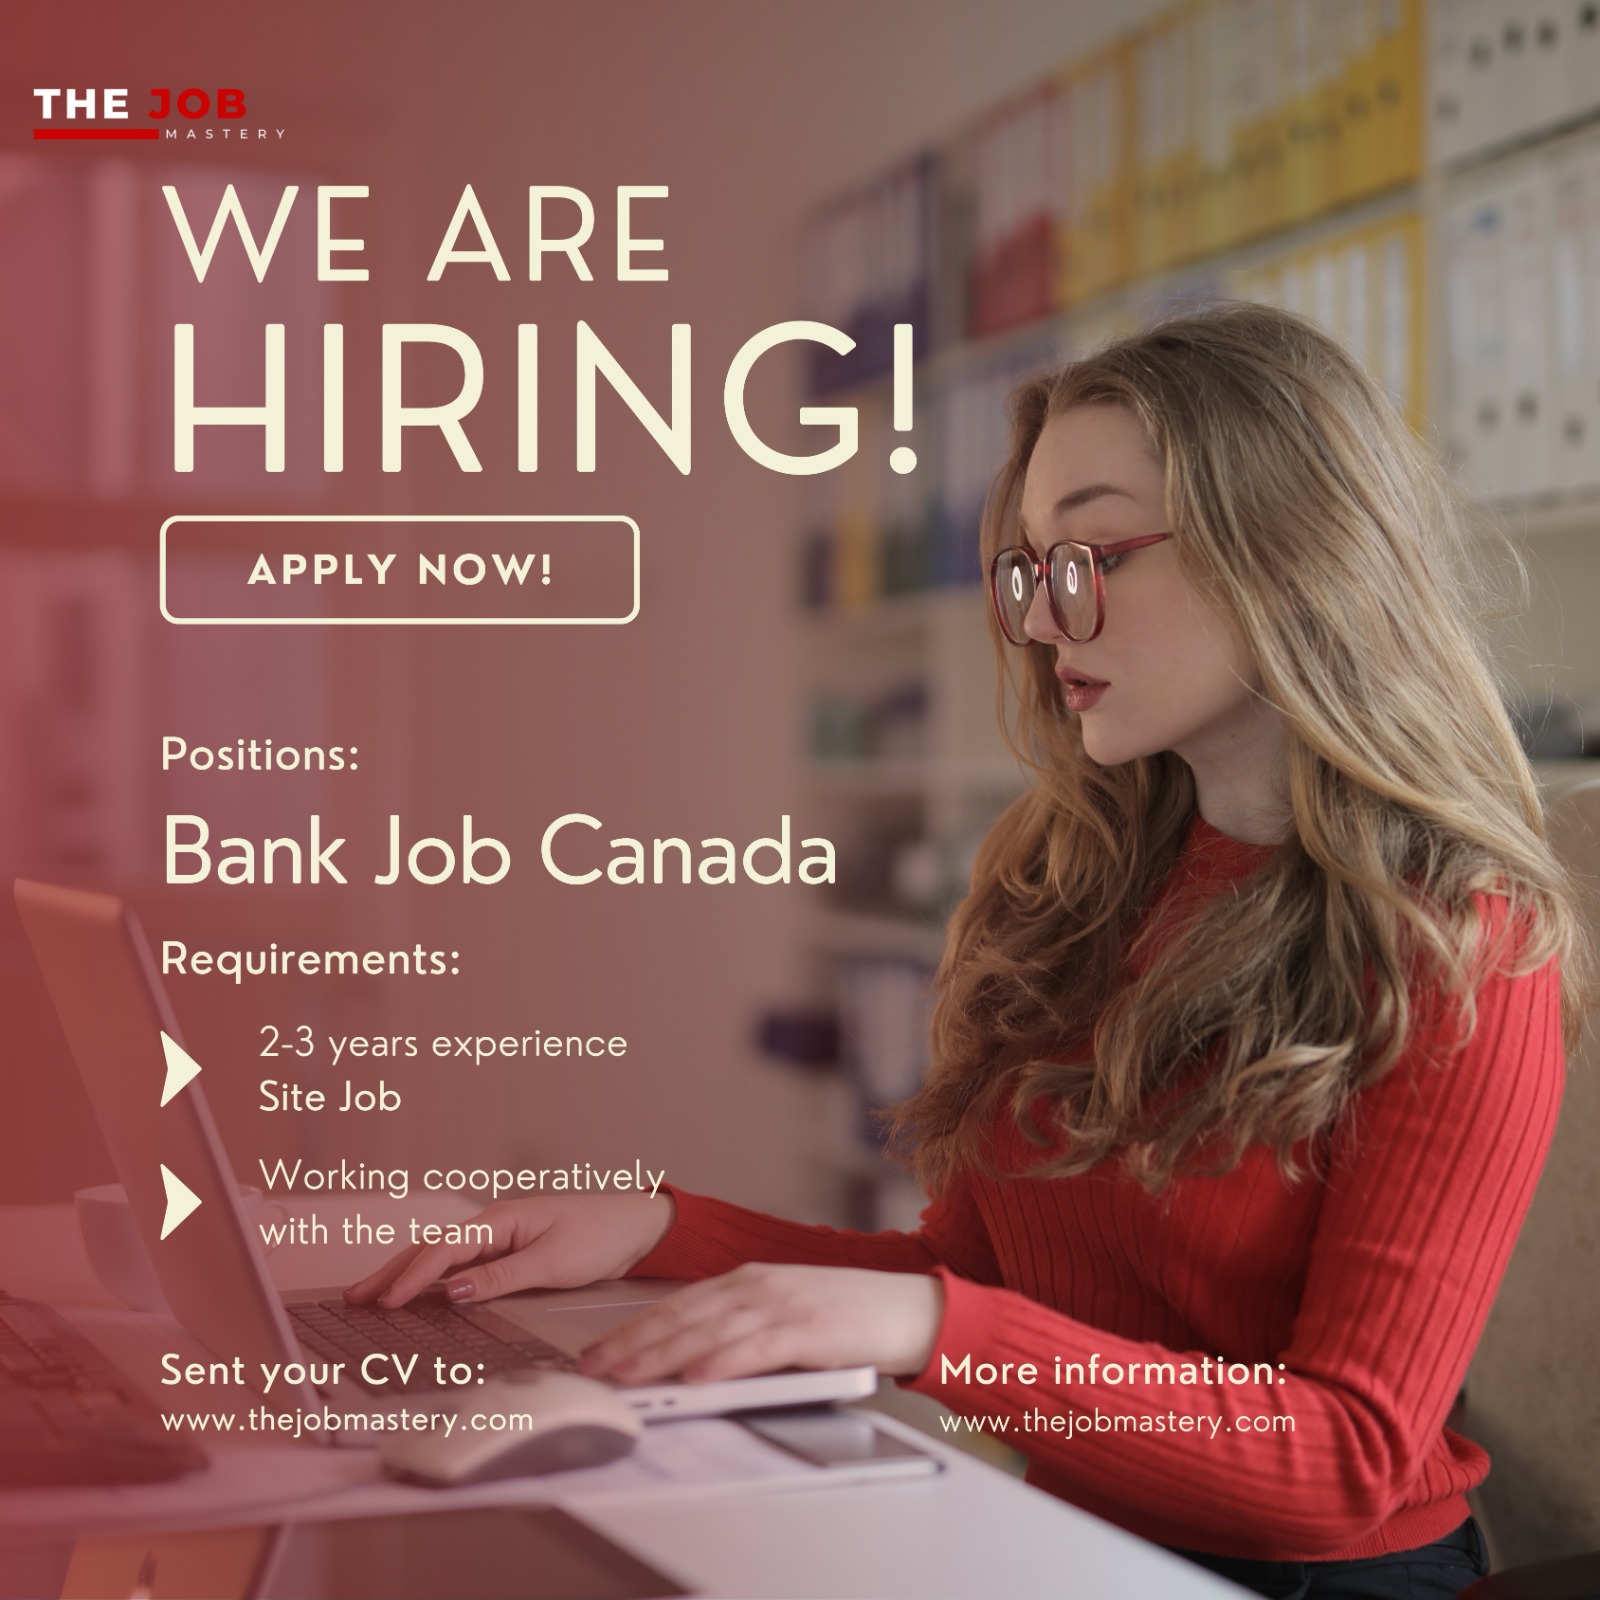 THE JOB
MASTERY
WE ARE
HIRING!
APPLY NOW!
Positions:
Bank Job Canada
Requirements:
2-3 years experience
Site Job
Working cooperatively
with the team
Sent your CV to:
www.thejobmastery.com
More information:
www.thejobmastery.com